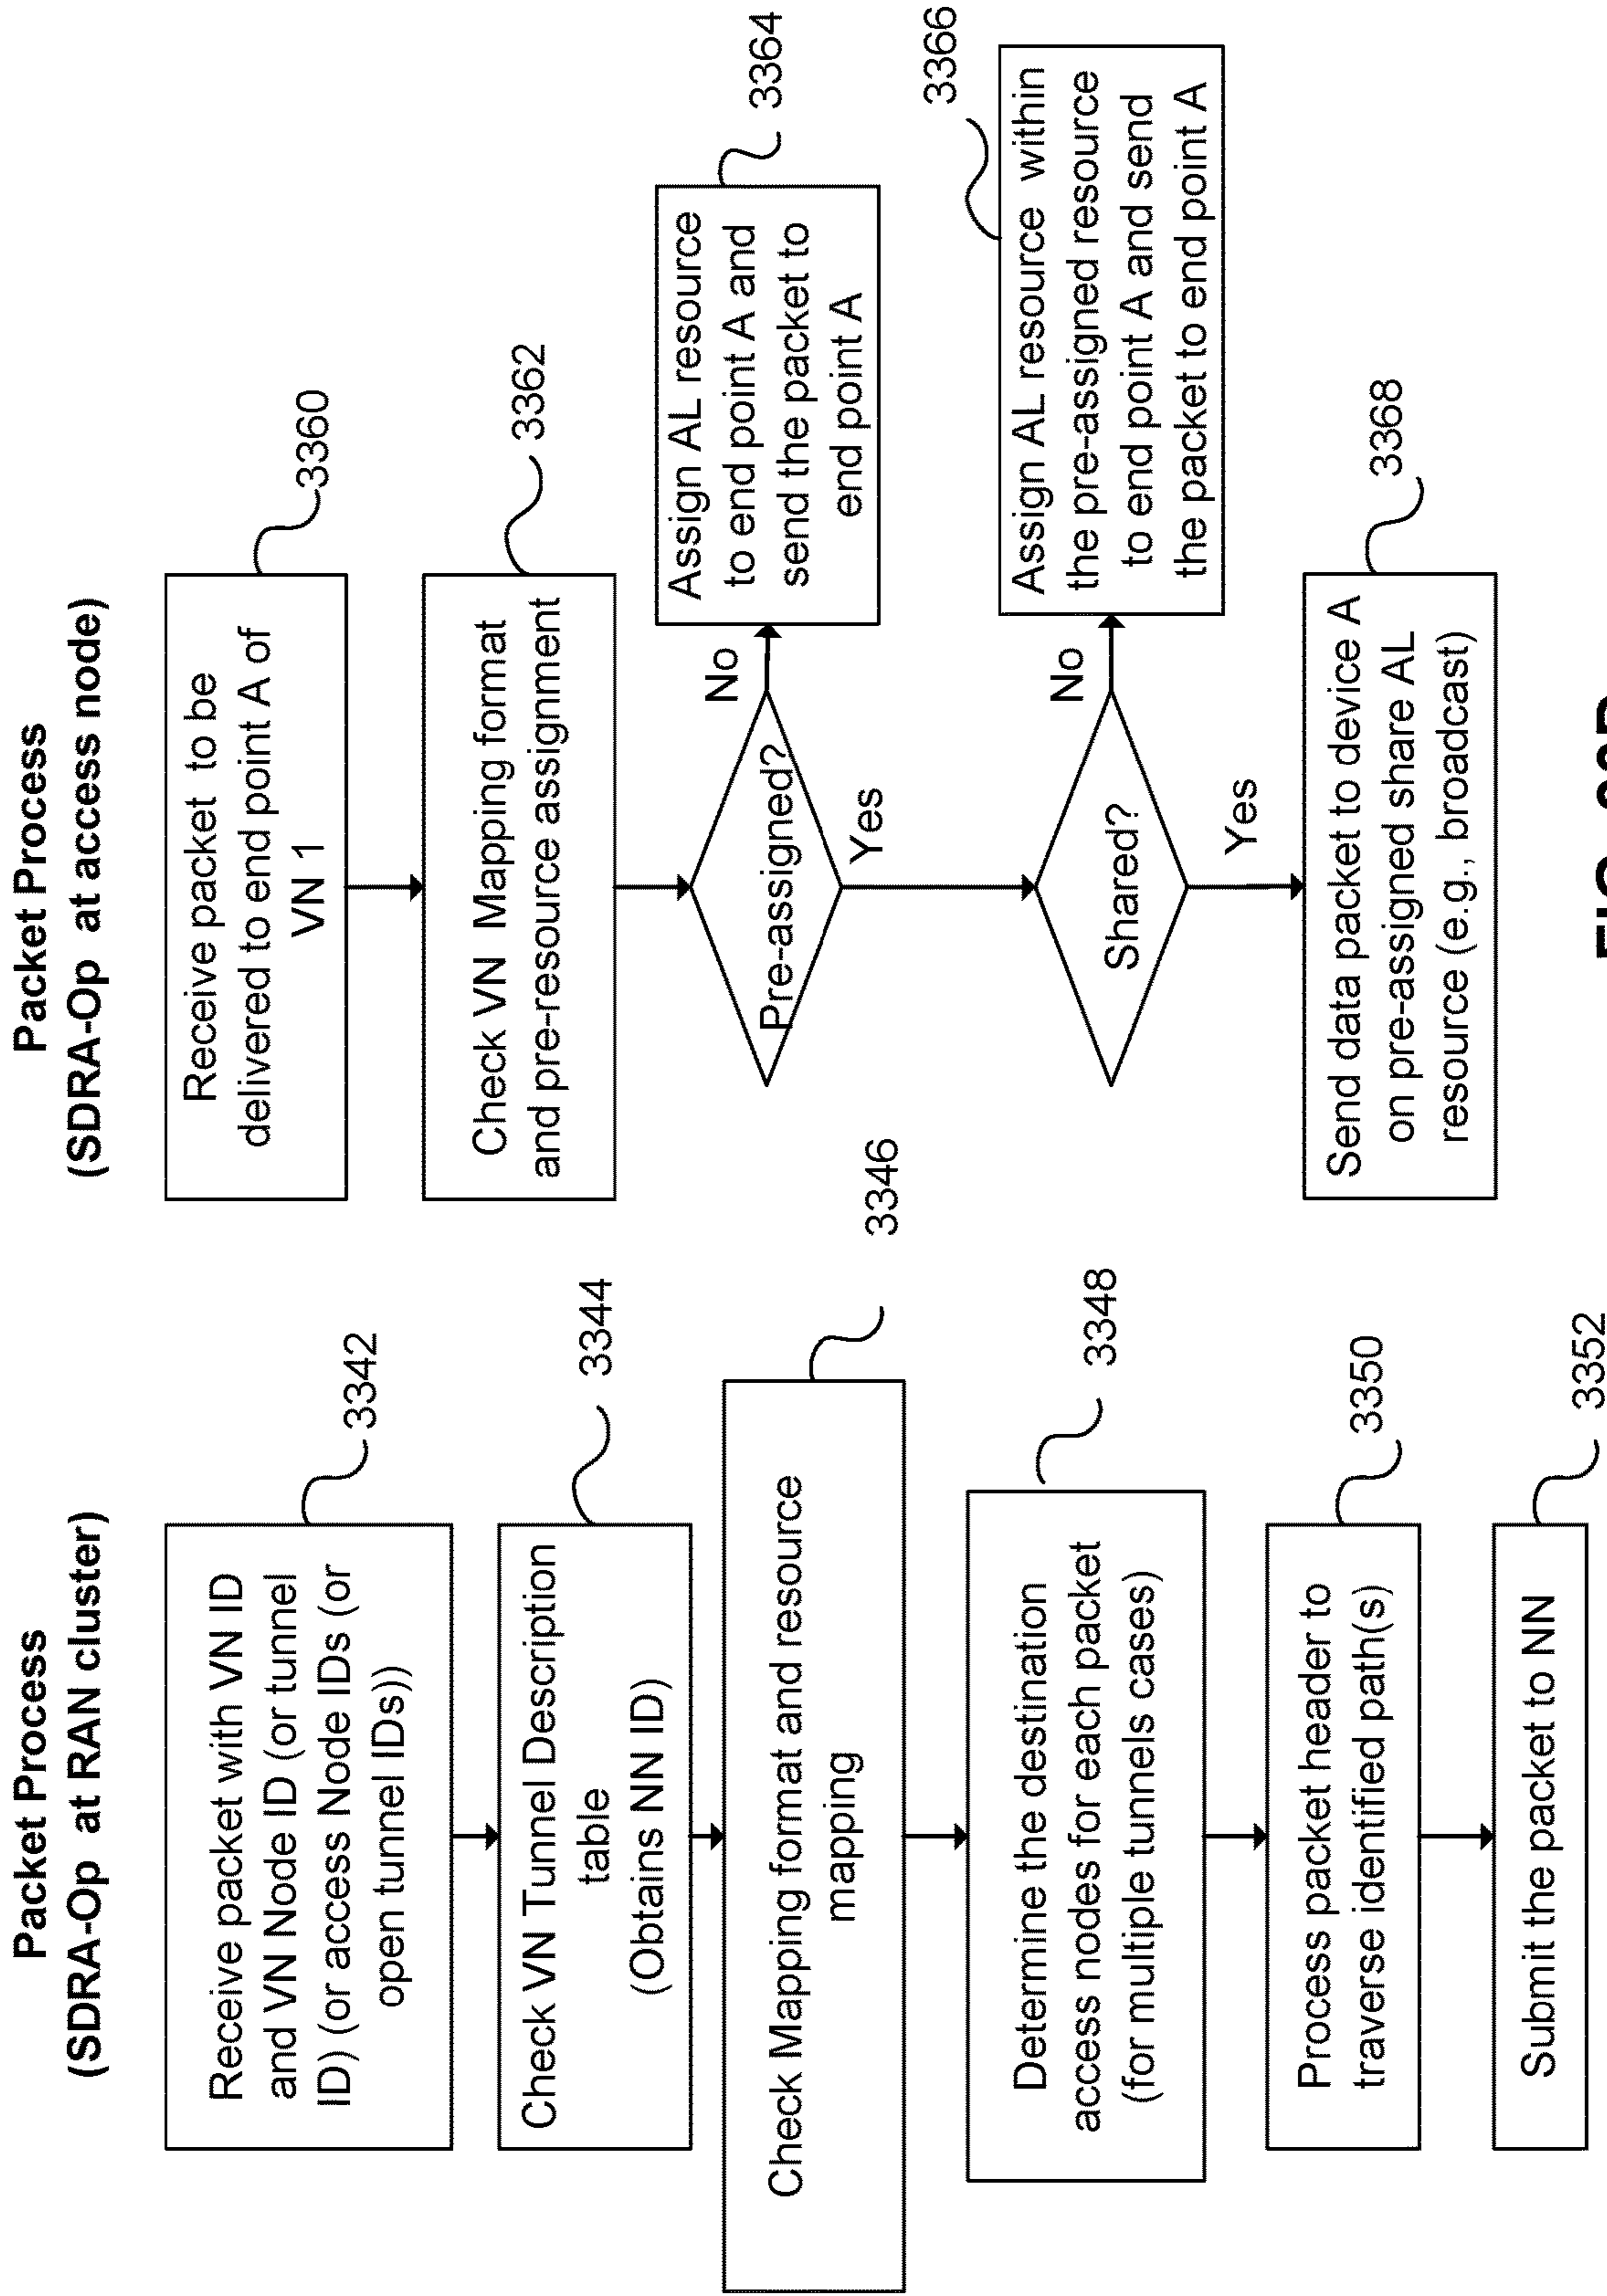 Packet Process
(SDRA-Op at RAN cluster)
Receive packet with VN ID
and VN Node ID (or tunnel
ID) (or access Node IDs (or
open tunnel IDs))
3342
Check VN Tunnel Description
table
(Obtains NN ID)
3344
Check Mapping format and resource
mapping
3346
Determine the destination
access nodes for each packet
(for multiple tunnels cases)
3348
Process packet header to
traverse identified path(s)
3350
Submit the packet to NN
3352
Packet Process
(SDRA-Op at access node)
Receive packet to be
delivered to end point A of
VN 1
3360
Check VN Mapping format
and pre-resource assignment
3362
Pre-assigned?
No
Yes
Assign AL resource
to end point A and
send the packet to
end point A
3364
Shared?
No
Yes
Assign AL resource within
the pre-assigned resource
to end point A and send
the packet to end point A
3366
Send data packet to device A
on pre-assigned share AL
resource (e.g., broadcast)
3368